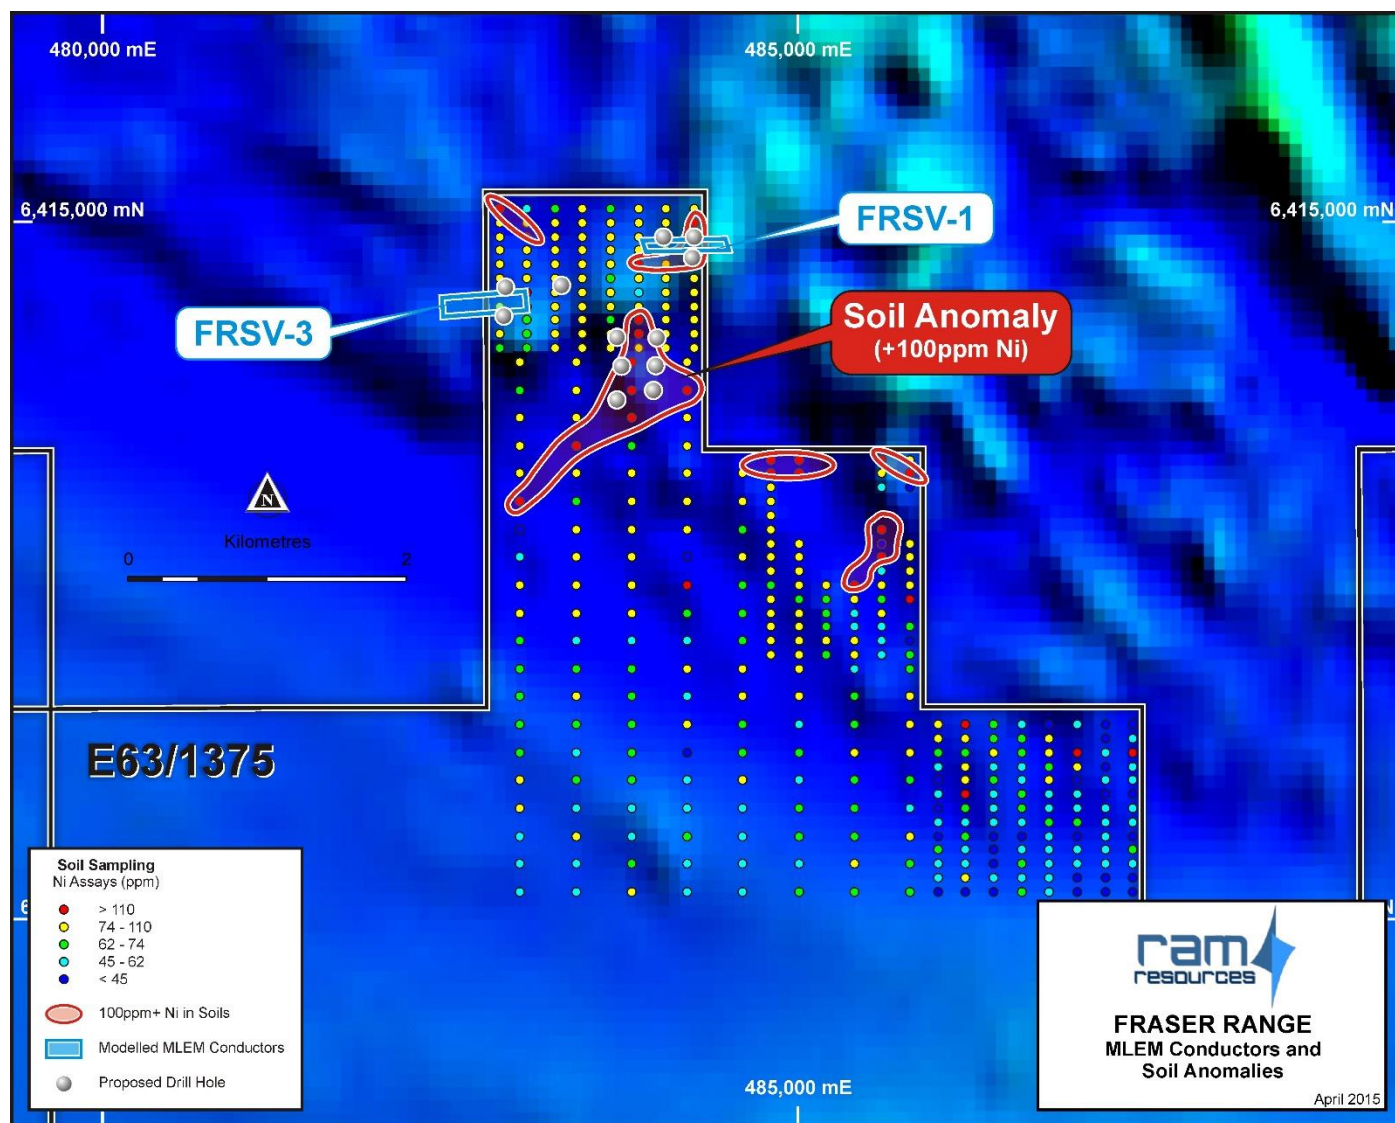 480,000 mE
485,000 mE
6,415,000 mN
6,415,000 mN
FRSV-1
FRSV-3
Soil Anomaly
(+100ppm Ni)
N
Kilometres
0
2
E63/1375
Soil Sampling
Ni Assays (ppm)
> 110
74 - 110
62 - 74
45 - 62
< 45
100ppm+ Ni in Soils
Modelled MLEM Conductors
Proposed Drill Hole
485,000 mE
ram
resources
FRASER RANGE
MLEM Conductors and
Soil Anomalies
April 2015